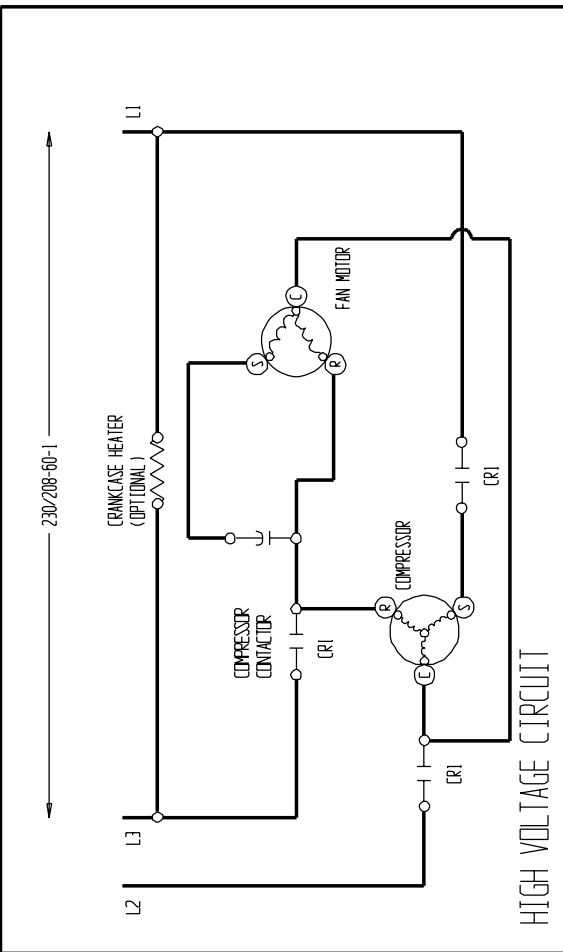 230/208-60-1
L2
L3
L1
CRANKCASE HEATER
(OPTIONAL)
COMPRESSOR
CONTACTOR
CR1
S
C
R
FAN MOTOR
CR1
C
R
S
COMPRESSOR
CR1
HIGH VOLTAGE CIRCUIT